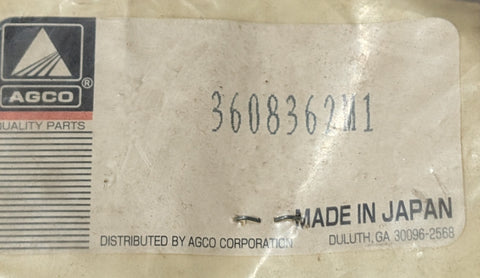 AGCO®
QUALITY PARTS
3608362M1
MADE IN JAPAN
DISTRIBUTED BY AGCO CORPORATION
DULUTH, GA 30096-2568